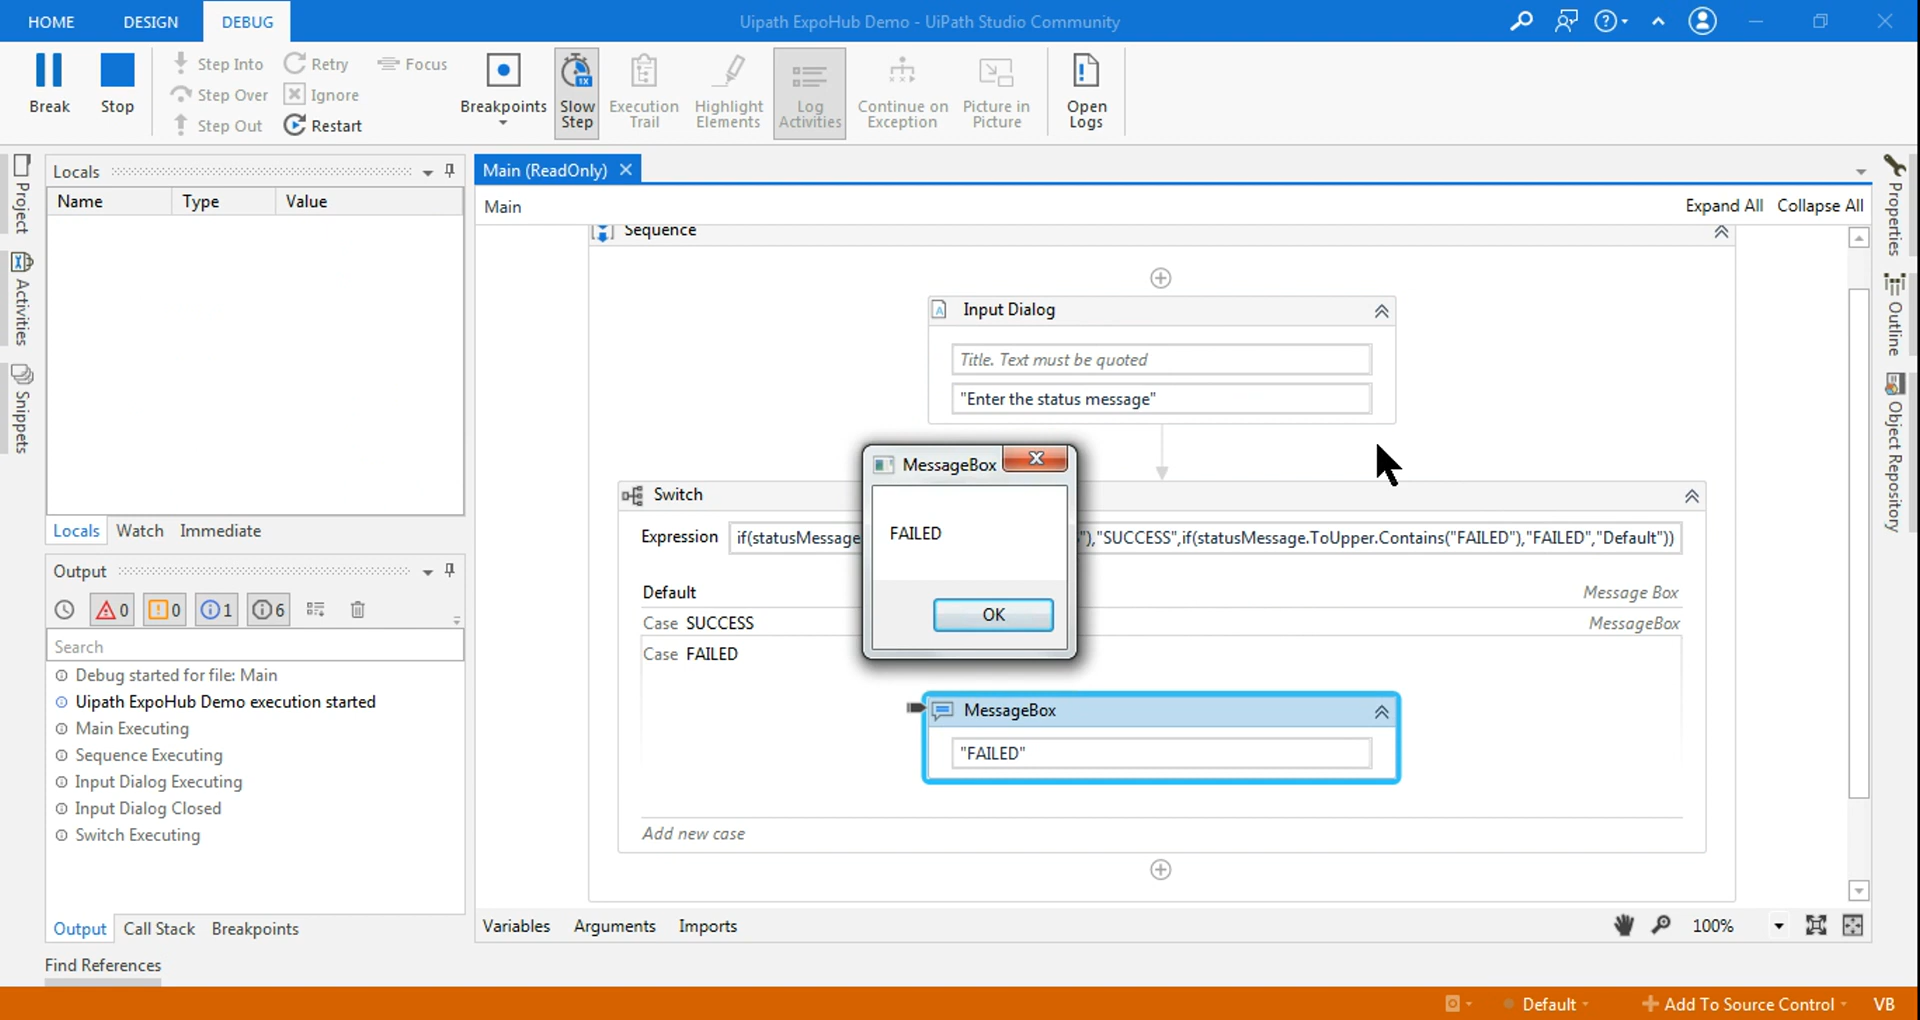 HOME DESIGN DEBUG Uipath ExpoHub Demo - UiPath Studio Community
Break Stop Step Into Step Over Step Out Retry Ignore Restart Focus Breakpoints Slow Step Execution Trail Highlight Elements Log Activities Continue on Exception Picture in Picture Open Logs
1X
Project
Activities
Snippets
Locals
Name Type Value
Locals Watch Immediate
Output
0 0 1 6
Search
Debug started for file: Main
Uipath ExpoHub Demo execution started
Main Executing
Sequence Executing
Input Dialog Executing
Input Dialog Closed
Switch Executing
Output Call Stack Breakpoints
Find References
Main (ReadOnly)
Main Expand All Collapse All
Sequence
Input Dialog
Title. Text must be quoted
"Enter the status message"
Switch
Expression if(statusMessage "),"SUCCESS",if(statusMessage.ToUpper.Contains("FAILED"),"FAILED","Default"))
Default Message Box
Case SUCCESS MessageBox
Case FAILED
MessageBox
"FAILED"
Add new case
MessageBox
FAILED
OK
Variables Arguments Imports 100%
Properties
Outline
Object Repository
Default Add To Source Control VB